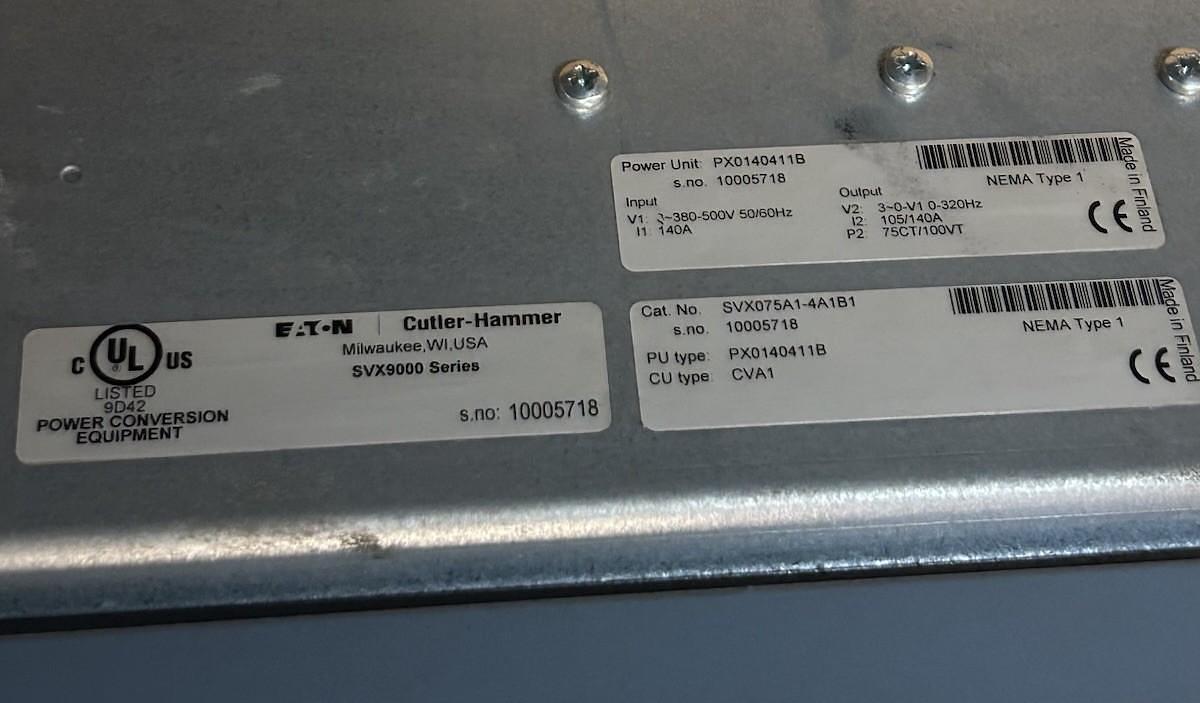 Power Unit: PX0140411B
s.no. 10005718
NEMA Type 1
Input
V1: 3~380-500V 50/60Hz
I1: 140A
Output
V2: 3~0-V1 0-320Hz
I2: 105/140A
P2: 75CT/100VT
CE
Made in Finland
C UL US
®
LISTED
9D42
POWER CONVERSION
EQUIPMENT
EATON | Cutler-Hammer
Milwaukee,WI,USA
SVX9000 Series
s.no: 10005718
Cat. No. SVX075A1-4A1B1
s.no. 10005718
NEMA Type 1
PU type: PX0140411B
CU type: CVA1
CE
Made in Finland